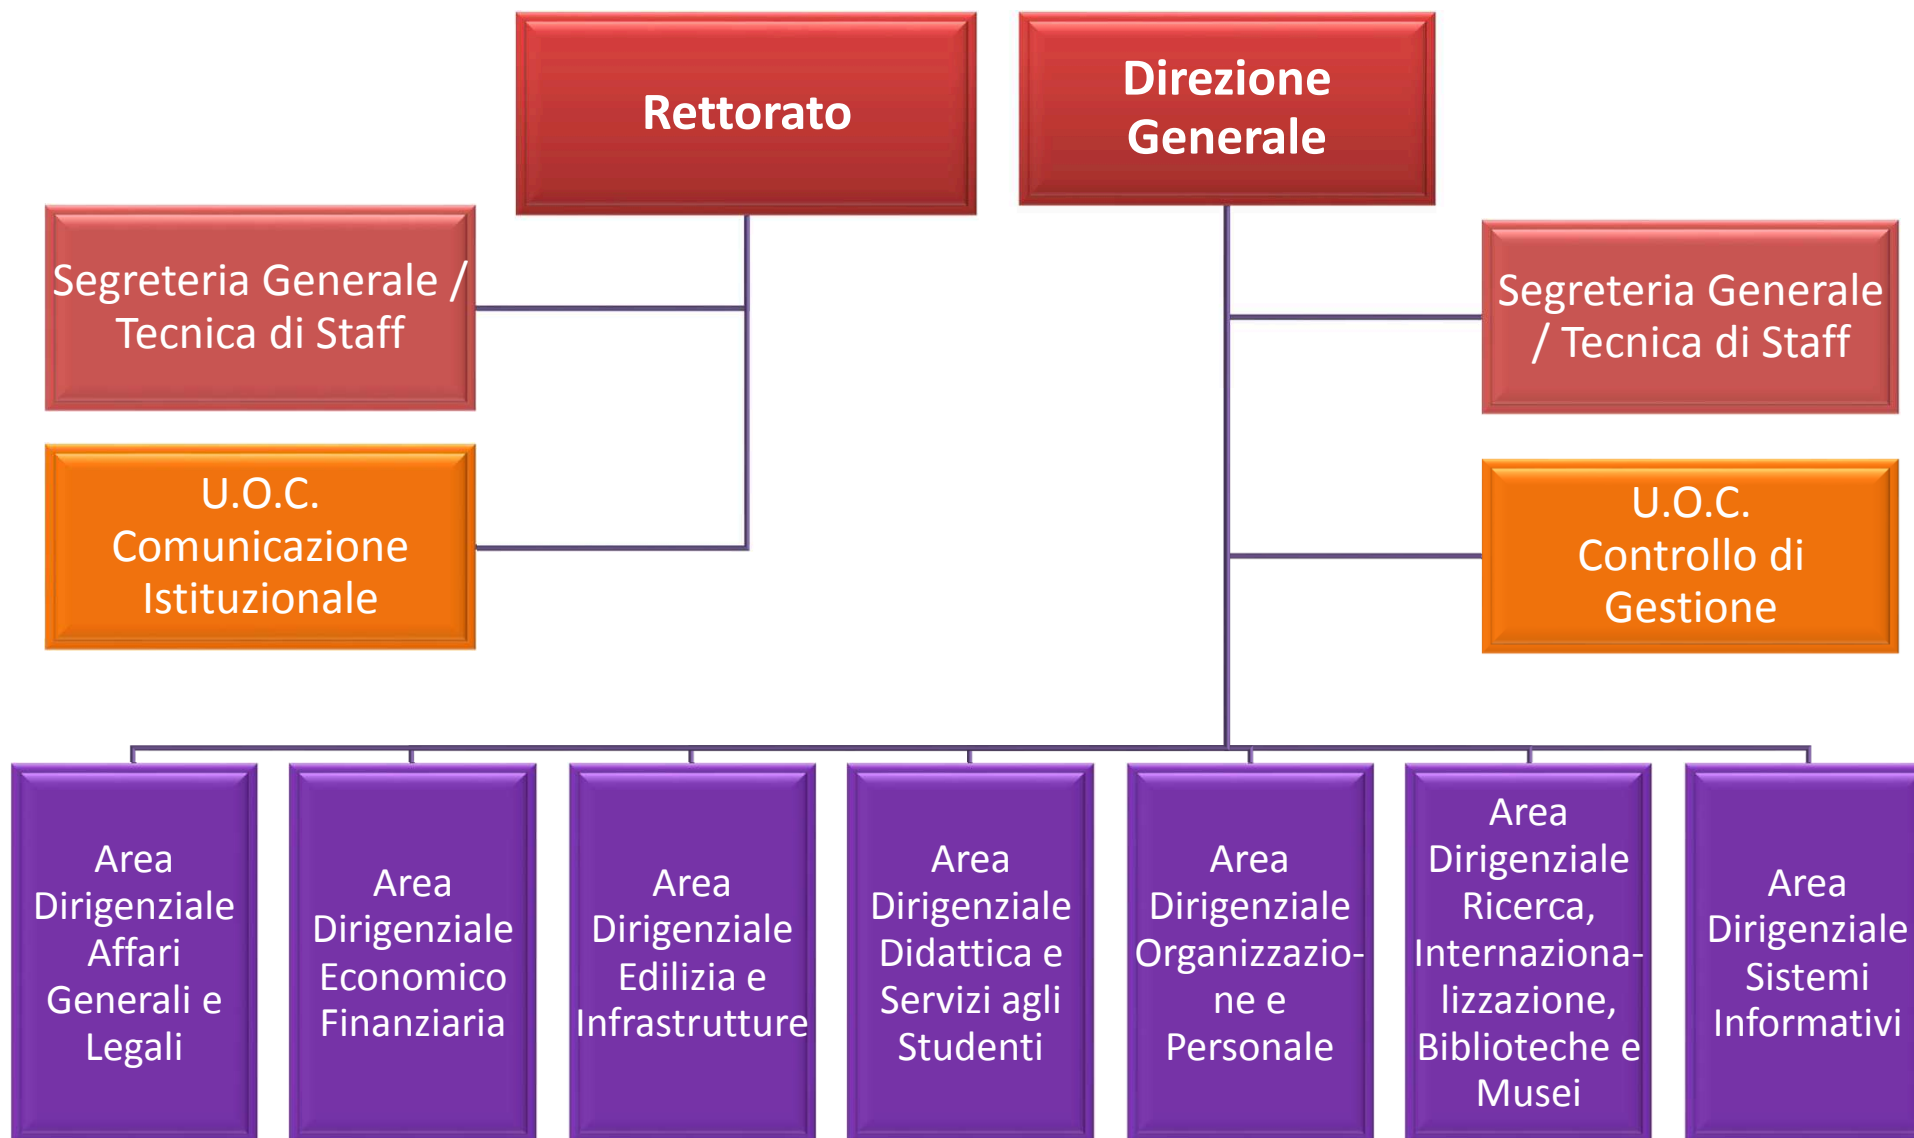 Rettorato
Direzione
Generale
Segreteria Generale /
Tecnica di Staff
Segreteria Generale
/ Tecnica di Staff
U.O.C.
Comunicazione
Istituzionale
U.O.C.
Controllo di
Gestione
Area
Dirigenziale
Affari
Generali e
Legali
Area
Dirigenziale
Economico
Finanziaria
Area
Dirigenziale
Edilizia e
Infrastrutture
Area
Dirigenziale
Didattica e
Servizi agli
Studenti
Area
Dirigenziale
Organizzazio-
ne e
Personale
Area
Dirigenziale
Ricerca,
Internaziona-
lizzazione,
Biblioteche e
Musei
Area
Dirigenziale
Sistemi
Informativi